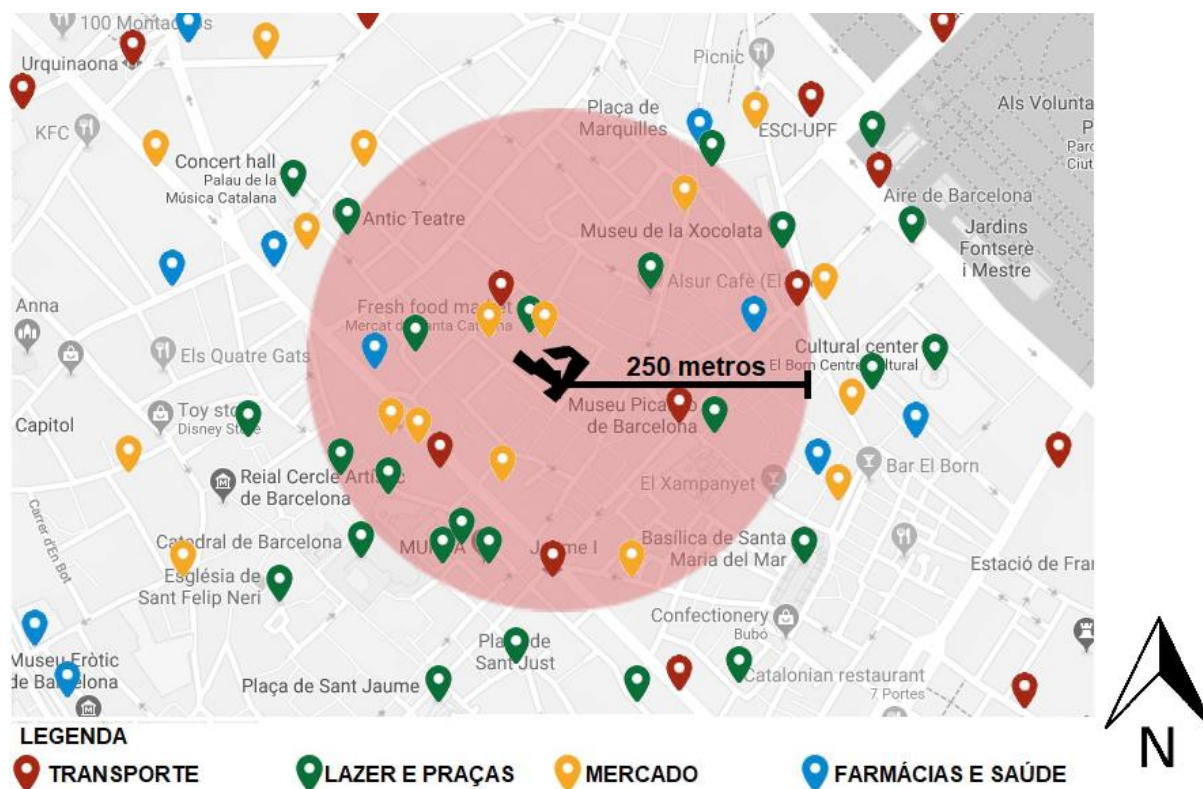 100 Montaditos
Urquinaona
Picnic
Als Volunta
P
Parc
Ciut
KFC
Plaça de
Marquilles
ESCI-UPF
Concert hall
Palau de la
Música Catalana
Aire de Barcelona
Antic Teatre
Museu de la Xocolata
Jardins
Fontserè
i Mestre
Alsur Cafè (El
Anna
Fresh food market
Mercat de Santa Caterina
Els Quatre Gats
Cultural center
El Born Centre Cultural
250 metros
Museu Picasso
de Barcelona
Toy store
Disney Store
Capitol
Bar El Born
Reial Cercle Artístic
de Barcelona
El Xampanyet
Carrer d'En Bot
Catedral de Barcelona
MUHBA
Jaume I
Basílica de Santa
Maria del Mar
Estació de Fran
Església de
Sant Felip Neri
Confectionery
Bubó
Plaça de
Sant Just
Museu Eròtic
de Barcelona
Plaça de Sant Jaume
Catalonian restaurant
7 Portes
N
LEGENDA
TRANSPORTE
LAZER E PRAÇAS
MERCADO
FARMÁCIAS E SAÚDE